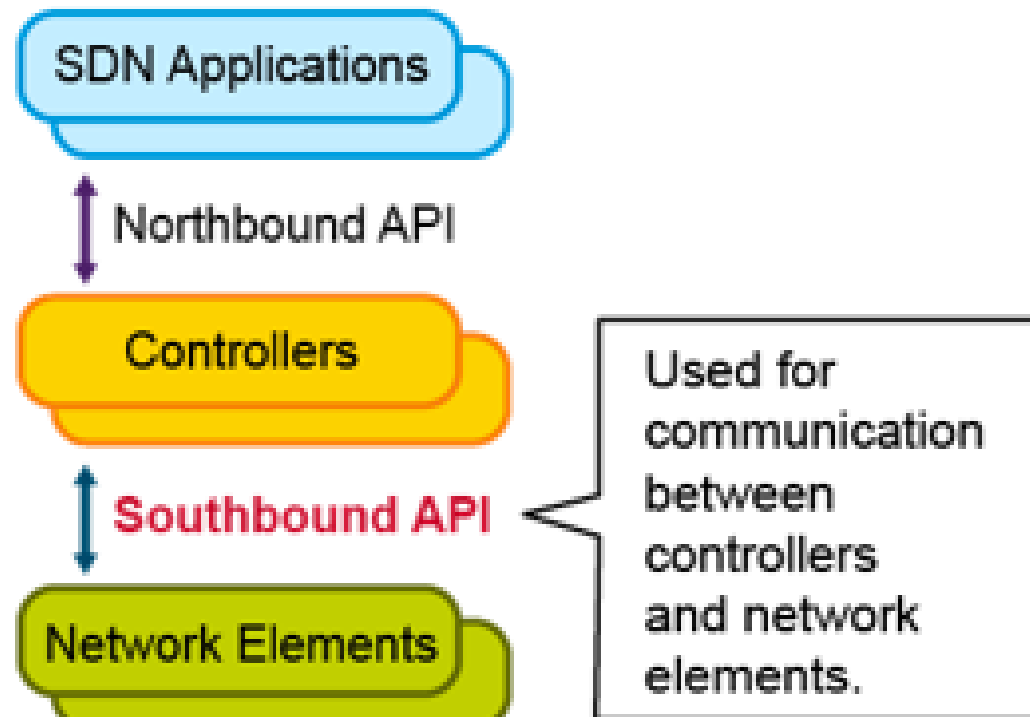 SDN Applications
Northbound API
Controllers
Southbound API
Network Elements
Used for
communication
between
controllers
and network
elements.